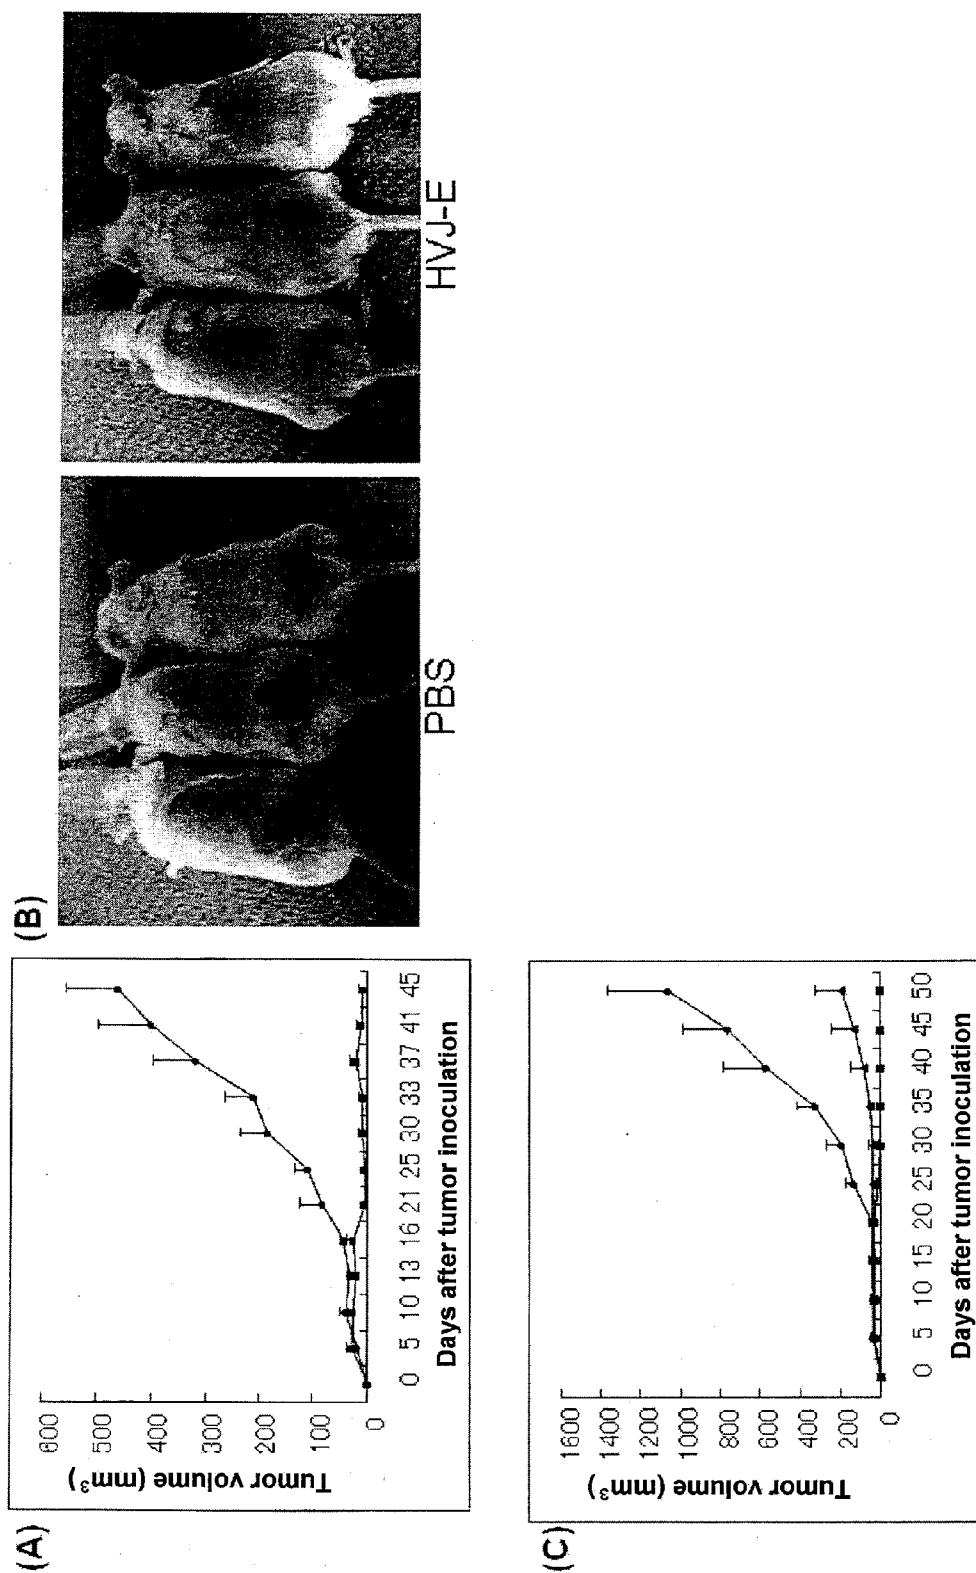 (A)
Tumor volume (mm³)
600
500
400
300
200
100
0
0 5 10 13 16 21 25 30 33 37 41 45
Days after tumor inoculation
(B)
PBS
HVJ-E
(C)
Tumor volume (mm³)
1600
1400
1200
1000
800
600
400
200
0
0 5 10 15 20 25 30 35 40 45 50
Days after tumor inoculation